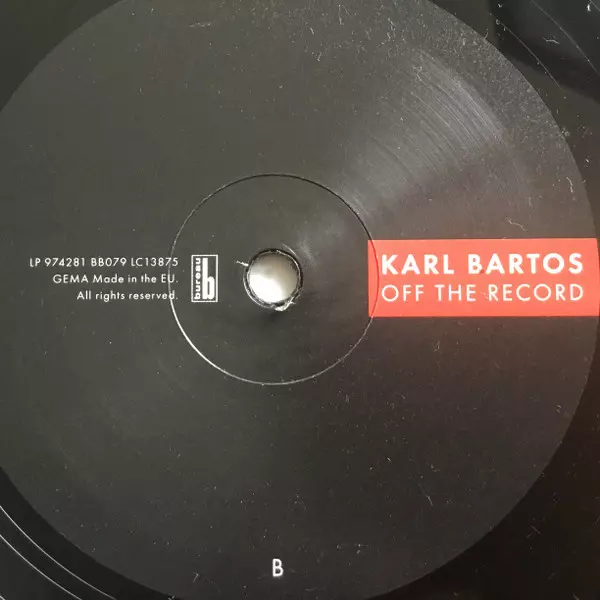 LP 974281 BB079 LC13875
GEMA Made in the EU.
All rights reserved.
bureau b
KARL BARTOS
OFF THE RECORD
B